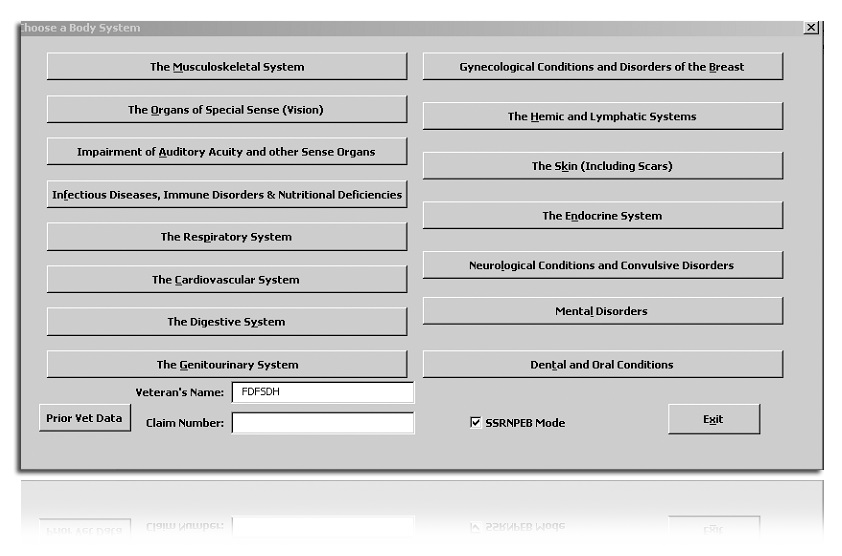 Choose a Body System
The Musculoskeletal System
The Organs of Special Sense (Vision)
Impairment of Auditory Acuity and other Sense Organs
Infectious Diseases, Immune Disorders & Nutritional Deficiencies
The Respiratory System
The Cardiovascular System
The Digestive System
The Genitourinary System
Gynecological Conditions and Disorders of the Breast
The Hemic and Lymphatic Systems
The Skin (Including Scars)
The Endocrine System
Neurological Conditions and Convulsive Disorders
Mental Disorders
Dental and Oral Conditions
Veteran's Name: FDFSDH
Prior Vet Data
Claim Number:
SSRNPEB Mode
Exit